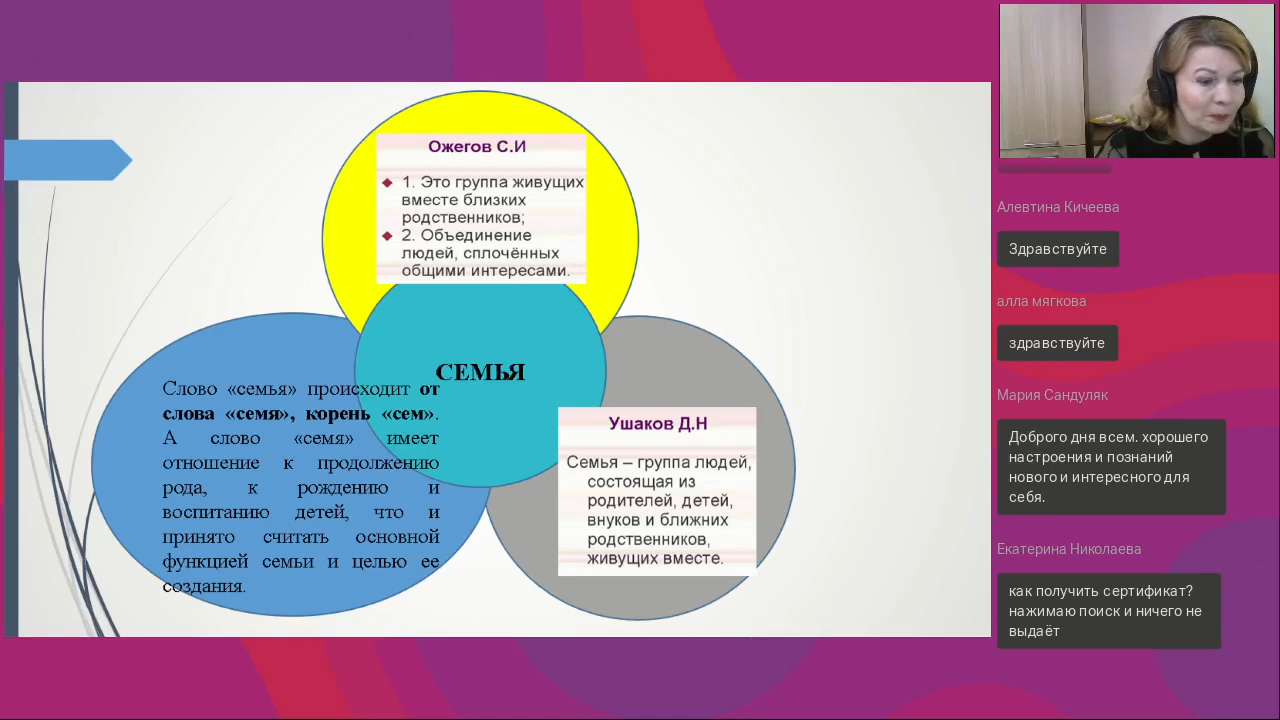 Ожегов С.И
1. Это группа живущих
вместе близких
родственников;
2. Объединение
людей, сплочённых
общими интересами.
СЕМЬЯ
Слово «семья» происходит от
слова «семя», корень «сем».
А слово «семя» имеет
отношение к продолжению
рода, к рождению и
воспитанию детей, что и
принято считать основной
функцией семьи и целью ее
создания.
Ушаков Д.Н
Семья – группа людей,
состоящая из
родителей, детей,
внуков и ближних
родственников,
живущих вместе.
Алевтина Кичеева
Здравствуйте
алла мягкова
здравствуйте
Мария Сандуляк
Доброго дня всем. хорошего
настроения и познаний
нового и интересного для
себя.
Екатерина Николаева
как получить сертификат?
нажимаю поиск и ничего не
выдаёт